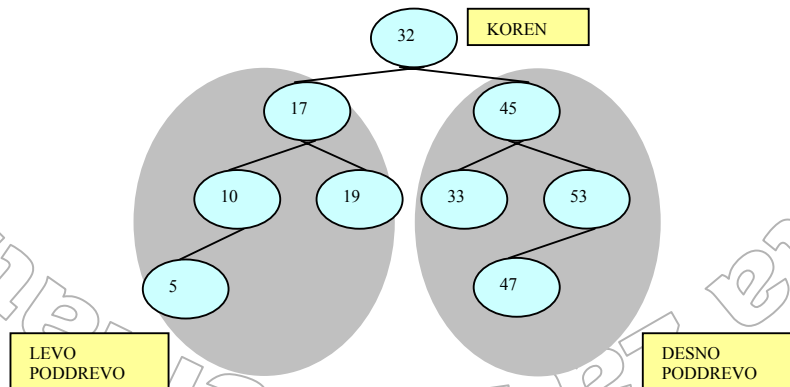 32
KOREN
17
45
10
19
33
53
5
47
LEVO
PODDREVO
DESNO
PODDREVO